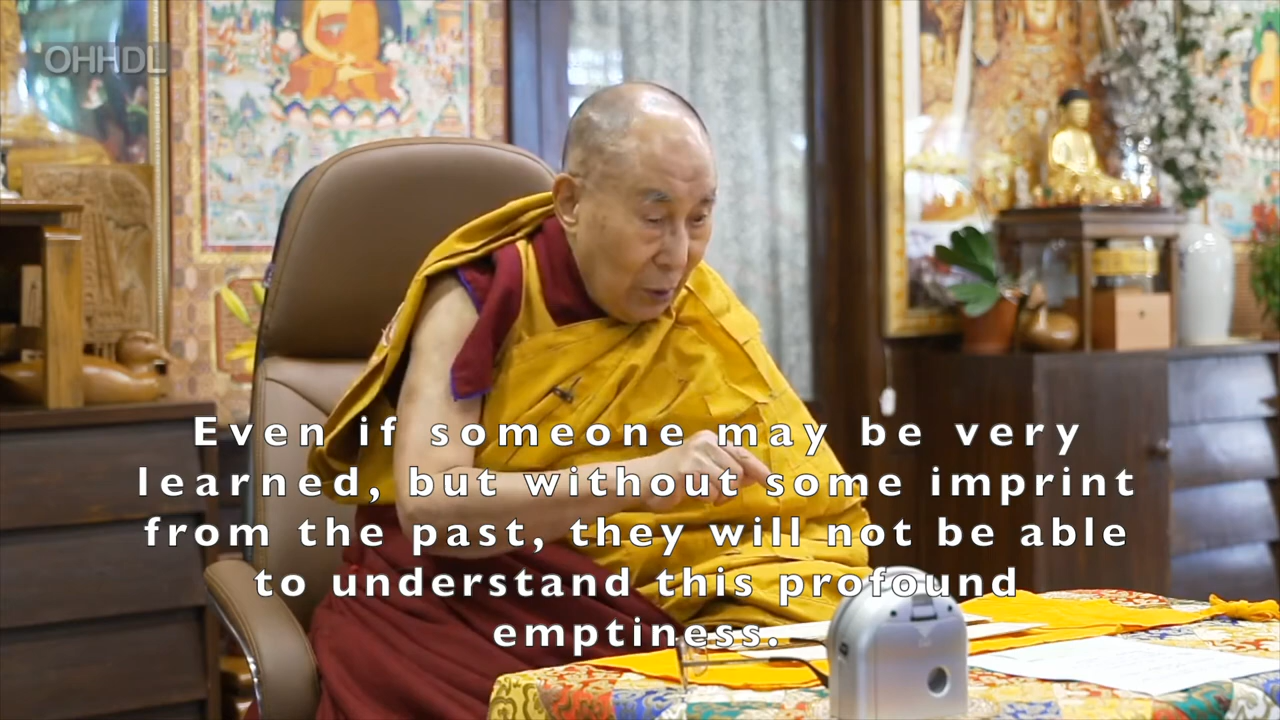 OHHDL
Even if someone may be very
learned, but without some imprint
from the past, they will not be able
to understand this profound
emptiness.